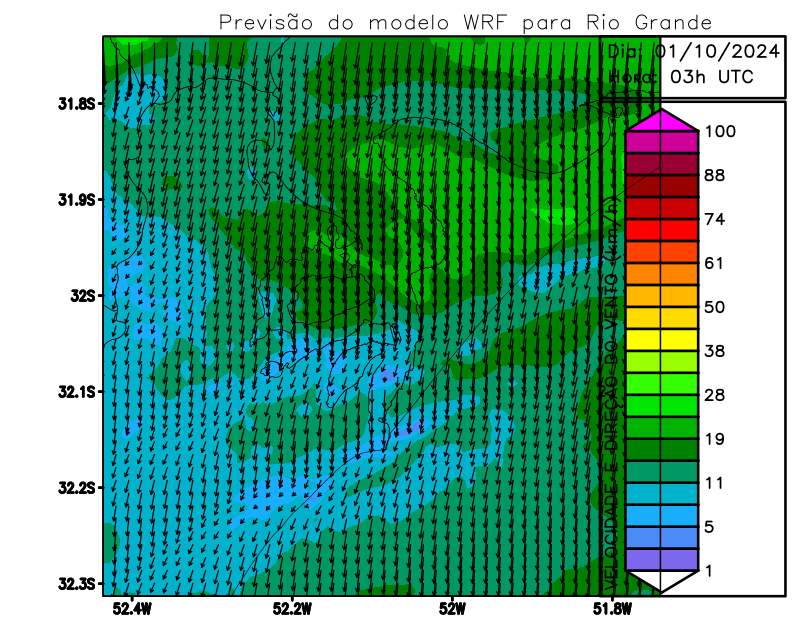 Previsão do modelo WRF para Rio Grande
Dia: 01/10/2024
Hora: 03h UTC
31.8S
31.9S
32S
32.1S
32.2S
32.3S
52.4W
52.2W
52W
51.8W
VELOCIDADE E DIREÇÃO DO VENTO (km/h)
100
88
74
61
50
38
28
19
11
5
1